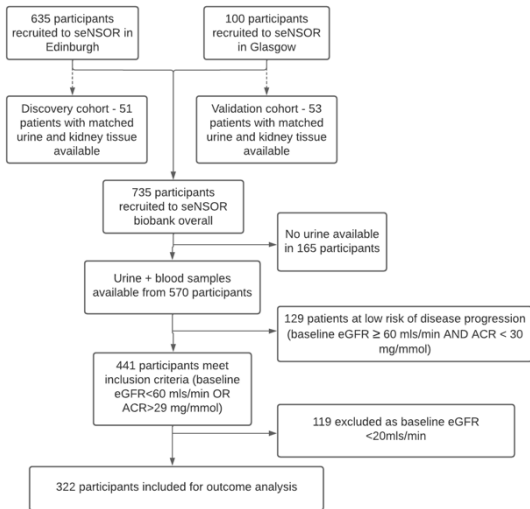 635 participants
recruited to seNSOR in
Edinburgh
100 participants
recruited to seNSOR
in Glasgow
Discovery cohort - 51
patients with matched
urine and kidney tissue
available
Validation cohort - 53
patients with matched
urine and kidney tissue
available
735 participants
recruited to seNSOR
biobank overall
No urine available
in 165 participants
Urine + blood samples
available from 570 participants
129 patients at low risk of disease progression
(baseline eGFR ≥ 60 mls/min AND ACR < 30
mg/mmol)
441 participants meet
inclusion criteria (baseline
eGFR<60 mls/min OR
ACR>29 mg/mmol)
119 excluded as baseline eGFR
<20mls/min
322 participants included for outcome analysis